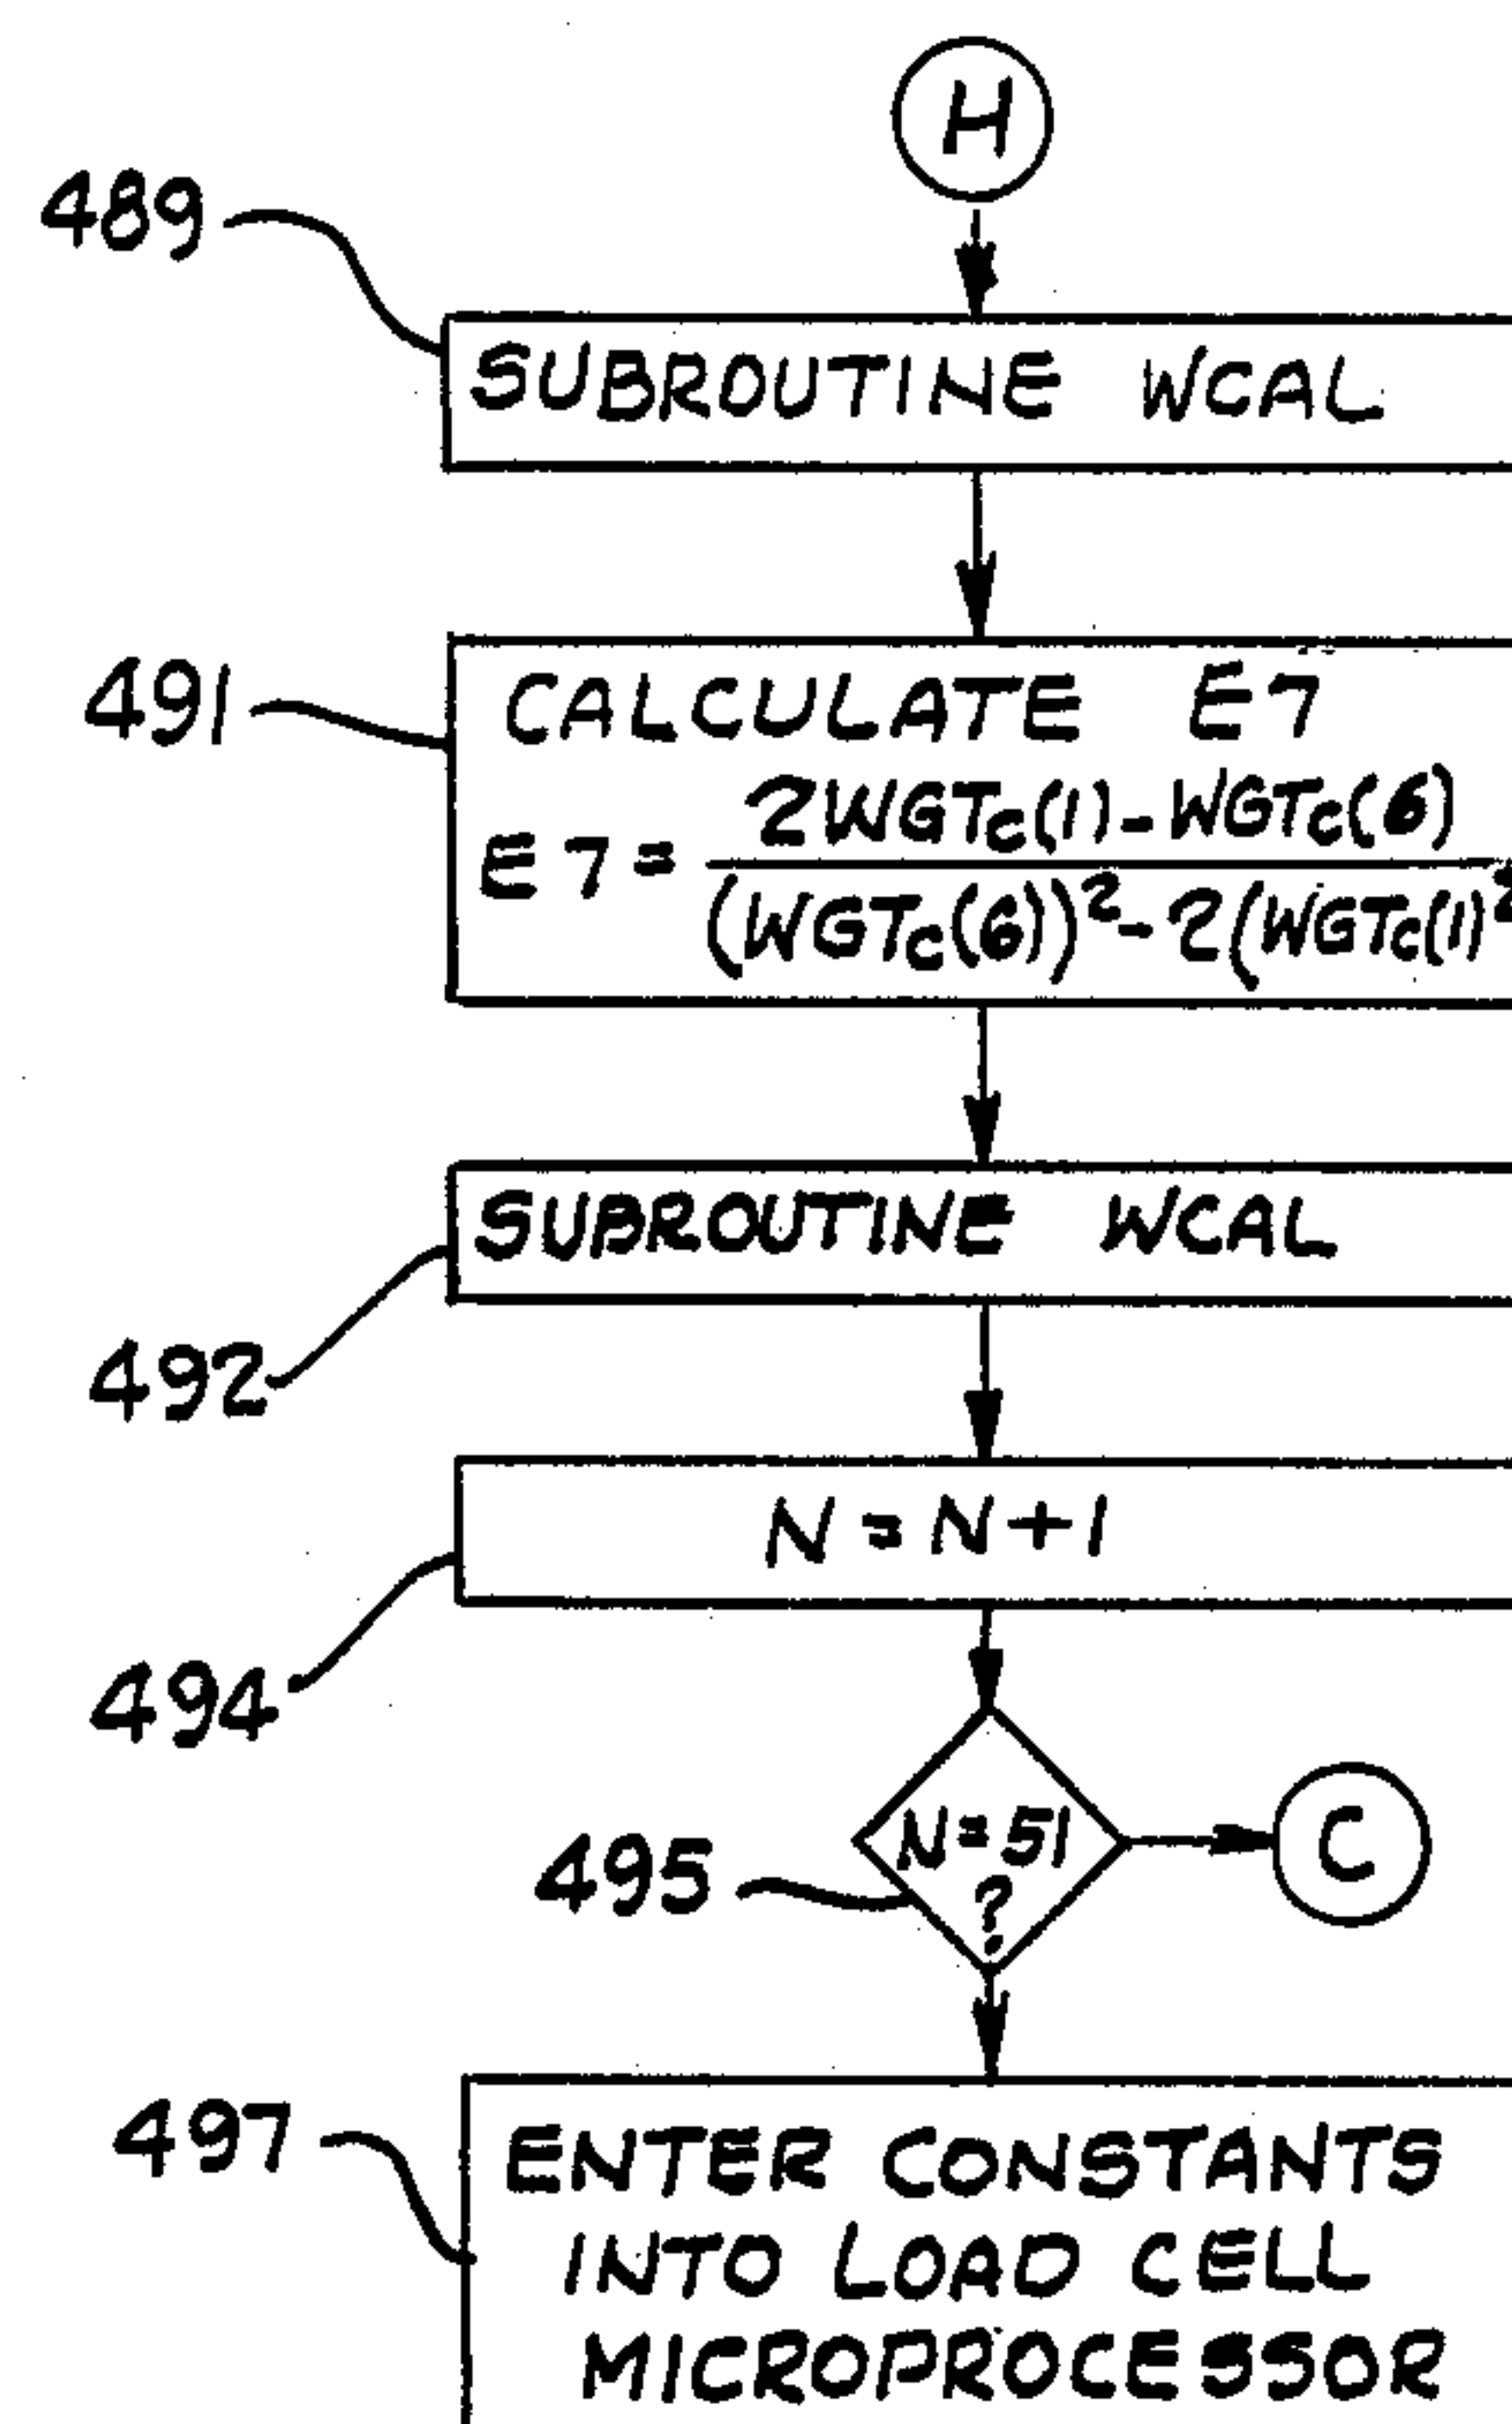 H
489
SUBROUTINE WCAL
491
CALCULATE E7
E7 = 2WGTc(1) - WGTc(6)
(WGTc(6))² - 2(WGTc(1)²
SUBROUTINE WCAL
492
N = N + 1
494
N = 51
?
C
495
497
ENTER CONSTANTS
INTO LOAD CELL
MICROPROCESSOR